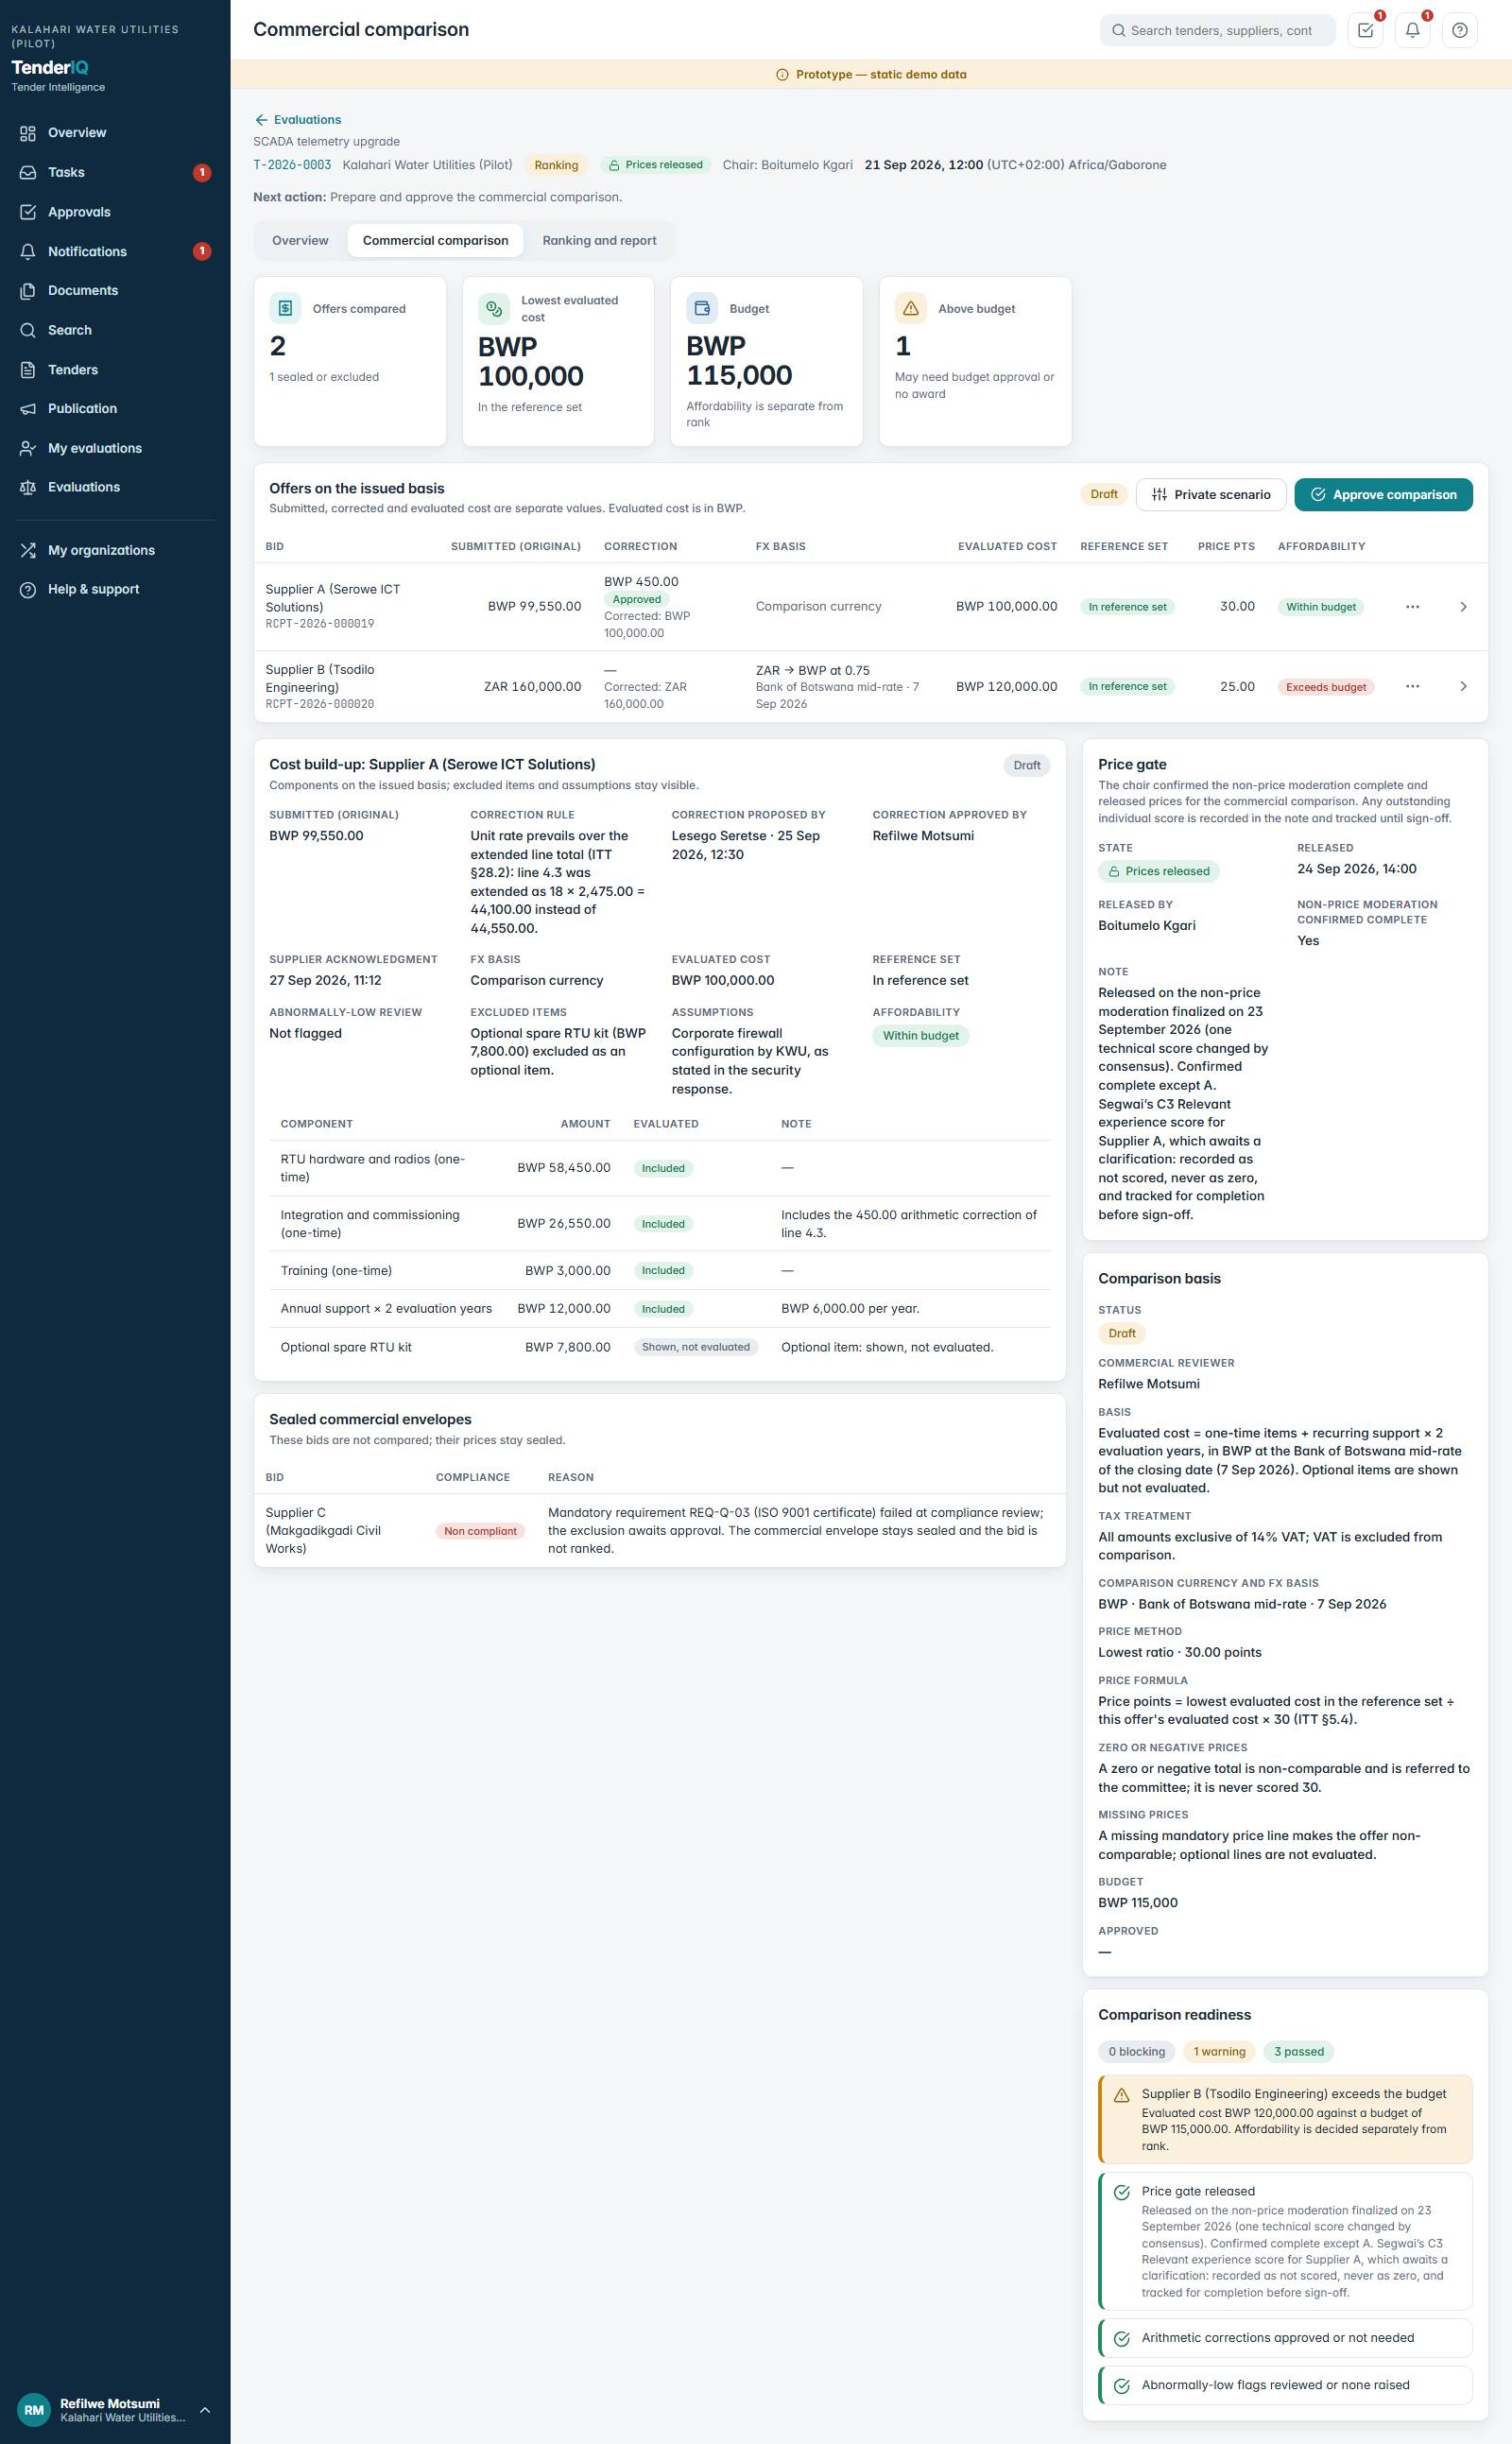 KALAHARI WATER UTILITIES
(PILOT)
TenderIQ
Tender Intelligence
Overview
Tasks 1
Approvals
Notifications 1
Documents
Search
Tenders
Publication
My evaluations
Evaluations
My organizations
Help & support
RM
Refilwe Motsumi
Kalahari Water Utilities...
Commercial comparison
Search tenders, suppliers, cont
1
1
Prototype — static demo data
Evaluations
SCADA telemetry upgrade
T-2026-0003 Kalahari Water Utilities (Pilot) Ranking Prices released Chair: Boitumelo Kgari 21 Sep 2026, 12:00 (UTC+02:00) Africa/Gaborone
Next action: Prepare and approve the commercial comparison.
Overview Commercial comparison Ranking and report
Offers compared
2
1 sealed or excluded
Lowest evaluated
cost
BWP
100,000
In the reference set
Budget
BWP
115,000
Affordability is separate from
rank
Above budget
1
May need budget approval or
no award
Offers on the issued basis
Submitted, corrected and evaluated cost are separate values. Evaluated cost is in BWP.
Draft Private scenario Approve comparison
BID SUBMITTED (ORIGINAL) CORRECTION FX BASIS EVALUATED COST REFERENCE SET PRICE PTS AFFORDABILITY
Supplier A (Serowe ICT
Solutions)
RCPT-2026-000019
BWP 99,550.00
BWP 450.00
Approved
Corrected: BWP
100,000.00
Comparison currency
BWP 100,000.00
In reference set
30.00
Within budget
Supplier B (Tsodilo
Engineering)
RCPT-2026-000020
ZAR 160,000.00
—
Corrected: ZAR
160,000.00
ZAR → BWP at 0.75
Bank of Botswana mid-rate · 7
Sep 2026
BWP 120,000.00
In reference set
25.00
Exceeds budget
Cost build-up: Supplier A (Serowe ICT Solutions)
Components on the issued basis; excluded items and assumptions stay visible.
Draft
SUBMITTED (ORIGINAL)
BWP 99,550.00
CORRECTION RULE
Unit rate prevails over the
extended line total (ITT
§28.2): line 4.3 was
extended as 18 × 2,475.00 =
44,100.00 instead of
44,550.00.
CORRECTION PROPOSED BY
Lesego Seretse · 25 Sep
2026, 12:30
CORRECTION APPROVED BY
Refilwe Motsumi
SUPPLIER ACKNOWLEDGMENT
27 Sep 2026, 11:12
FX BASIS
Comparison currency
EVALUATED COST
BWP 100,000.00
REFERENCE SET
In reference set
ABNORMALLY-LOW REVIEW
Not flagged
EXCLUDED ITEMS
Optional spare RTU kit (BWP
7,800.00) excluded as an
optional item.
ASSUMPTIONS
Corporate firewall
configuration by KWU, as
stated in the security
response.
AFFORDABILITY
Within budget
COMPONENT AMOUNT EVALUATED NOTE
RTU hardware and radios (one-
time)
BWP 58,450.00 Included —
Integration and commissioning
(one-time)
BWP 26,550.00 Included
Includes the 450.00 arithmetic correction of
line 4.3.
Training (one-time) BWP 3,000.00 Included —
Annual support × 2 evaluation years BWP 12,000.00 Included BWP 6,000.00 per year.
Optional spare RTU kit BWP 7,800.00 Shown, not evaluated Optional item: shown, not evaluated.
Sealed commercial envelopes
These bids are not compared; their prices stay sealed.
BID COMPLIANCE REASON
Supplier C
(Makgadikgadi Civil
Works)
Non compliant
Mandatory requirement REQ-Q-03 (ISO 9001 certificate) failed at compliance review;
the exclusion awaits approval. The commercial envelope stays sealed and the bid is
not ranked.
Price gate
The chair confirmed the non-price moderation complete and
released prices for the commercial comparison. Any outstanding
individual score is recorded in the note and tracked until sign-off.
STATE
Prices released
RELEASED
24 Sep 2026, 14:00
RELEASED BY
Boitumelo Kgari
NON-PRICE MODERATION
CONFIRMED COMPLETE
Yes
NOTE
Released on the non-price
moderation finalized on 23
September 2026 (one
technical score changed by
consensus). Confirmed
complete except A.
Segwai’s C3 Relevant
experience score for
Supplier A, which awaits a
clarification: recorded as
not scored, never as zero,
and tracked for completion
before sign-off.
Comparison basis
STATUS
Draft
COMMERCIAL REVIEWER
Refilwe Motsumi
BASIS
Evaluated cost = one-time items + recurring support × 2
evaluation years, in BWP at the Bank of Botswana mid-rate
of the closing date (7 Sep 2026). Optional items are shown
but not evaluated.
TAX TREATMENT
All amounts exclusive of 14% VAT; VAT is excluded from
comparison.
COMPARISON CURRENCY AND FX BASIS
BWP · Bank of Botswana mid-rate · 7 Sep 2026
PRICE METHOD
Lowest ratio · 30.00 points
PRICE FORMULA
Price points = lowest evaluated cost in the reference set ÷
this offer's evaluated cost × 30 (ITT §5.4).
ZERO OR NEGATIVE PRICES
A zero or negative total is non-comparable and is referred to
the committee; it is never scored 30.
MISSING PRICES
A missing mandatory price line makes the offer non-
comparable; optional lines are not evaluated.
BUDGET
BWP 115,000
APPROVED
—
Comparison readiness
0 blocking 1 warning 3 passed
Supplier B (Tsodilo Engineering) exceeds the budget
Evaluated cost BWP 120,000.00 against a budget of
BWP 115,000.00. Affordability is decided separately from
rank.
Price gate released
Released on the non-price moderation finalized on 23
September 2026 (one technical score changed by
consensus). Confirmed complete except A. Segwai’s C3
Relevant experience score for Supplier A, which awaits a
clarification: recorded as not scored, never as zero, and
tracked for completion before sign-off.
Arithmetic corrections approved or not needed
Abnormally-low flags reviewed or none raised